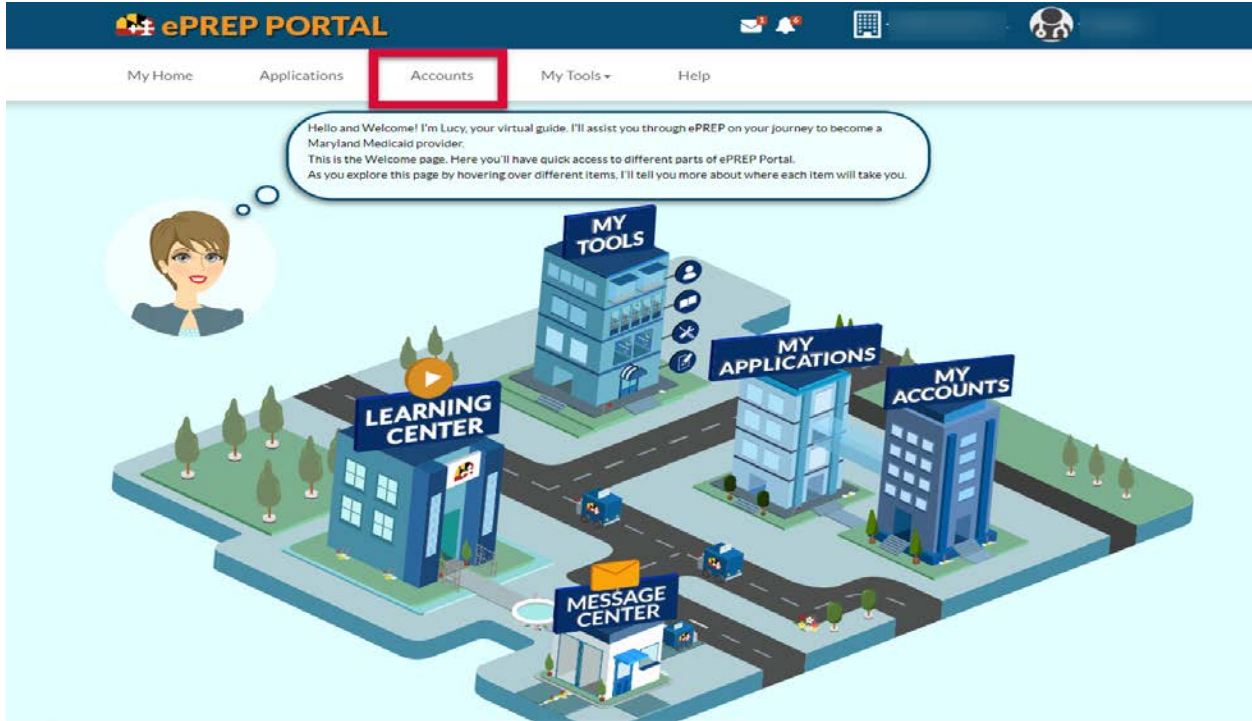 ePREP PORTAL
1
6
My Home
Applications
Accounts
My Tools
Help
Hello and Welcome! I'm Lucy, your virtual guide. I'll assist you through ePREP on your journey to become a
Maryland Medicaid provider.
This is the Welcome page. Here you'll have quick access to different parts of ePREP Portal.
As you explore this page by hovering over different items, I'll tell you more about where each item will take you.
MY
TOOLS
MY
APPLICATIONS
MY
ACCOUNTS
LEARNING
CENTER
MESSAGE
CENTER